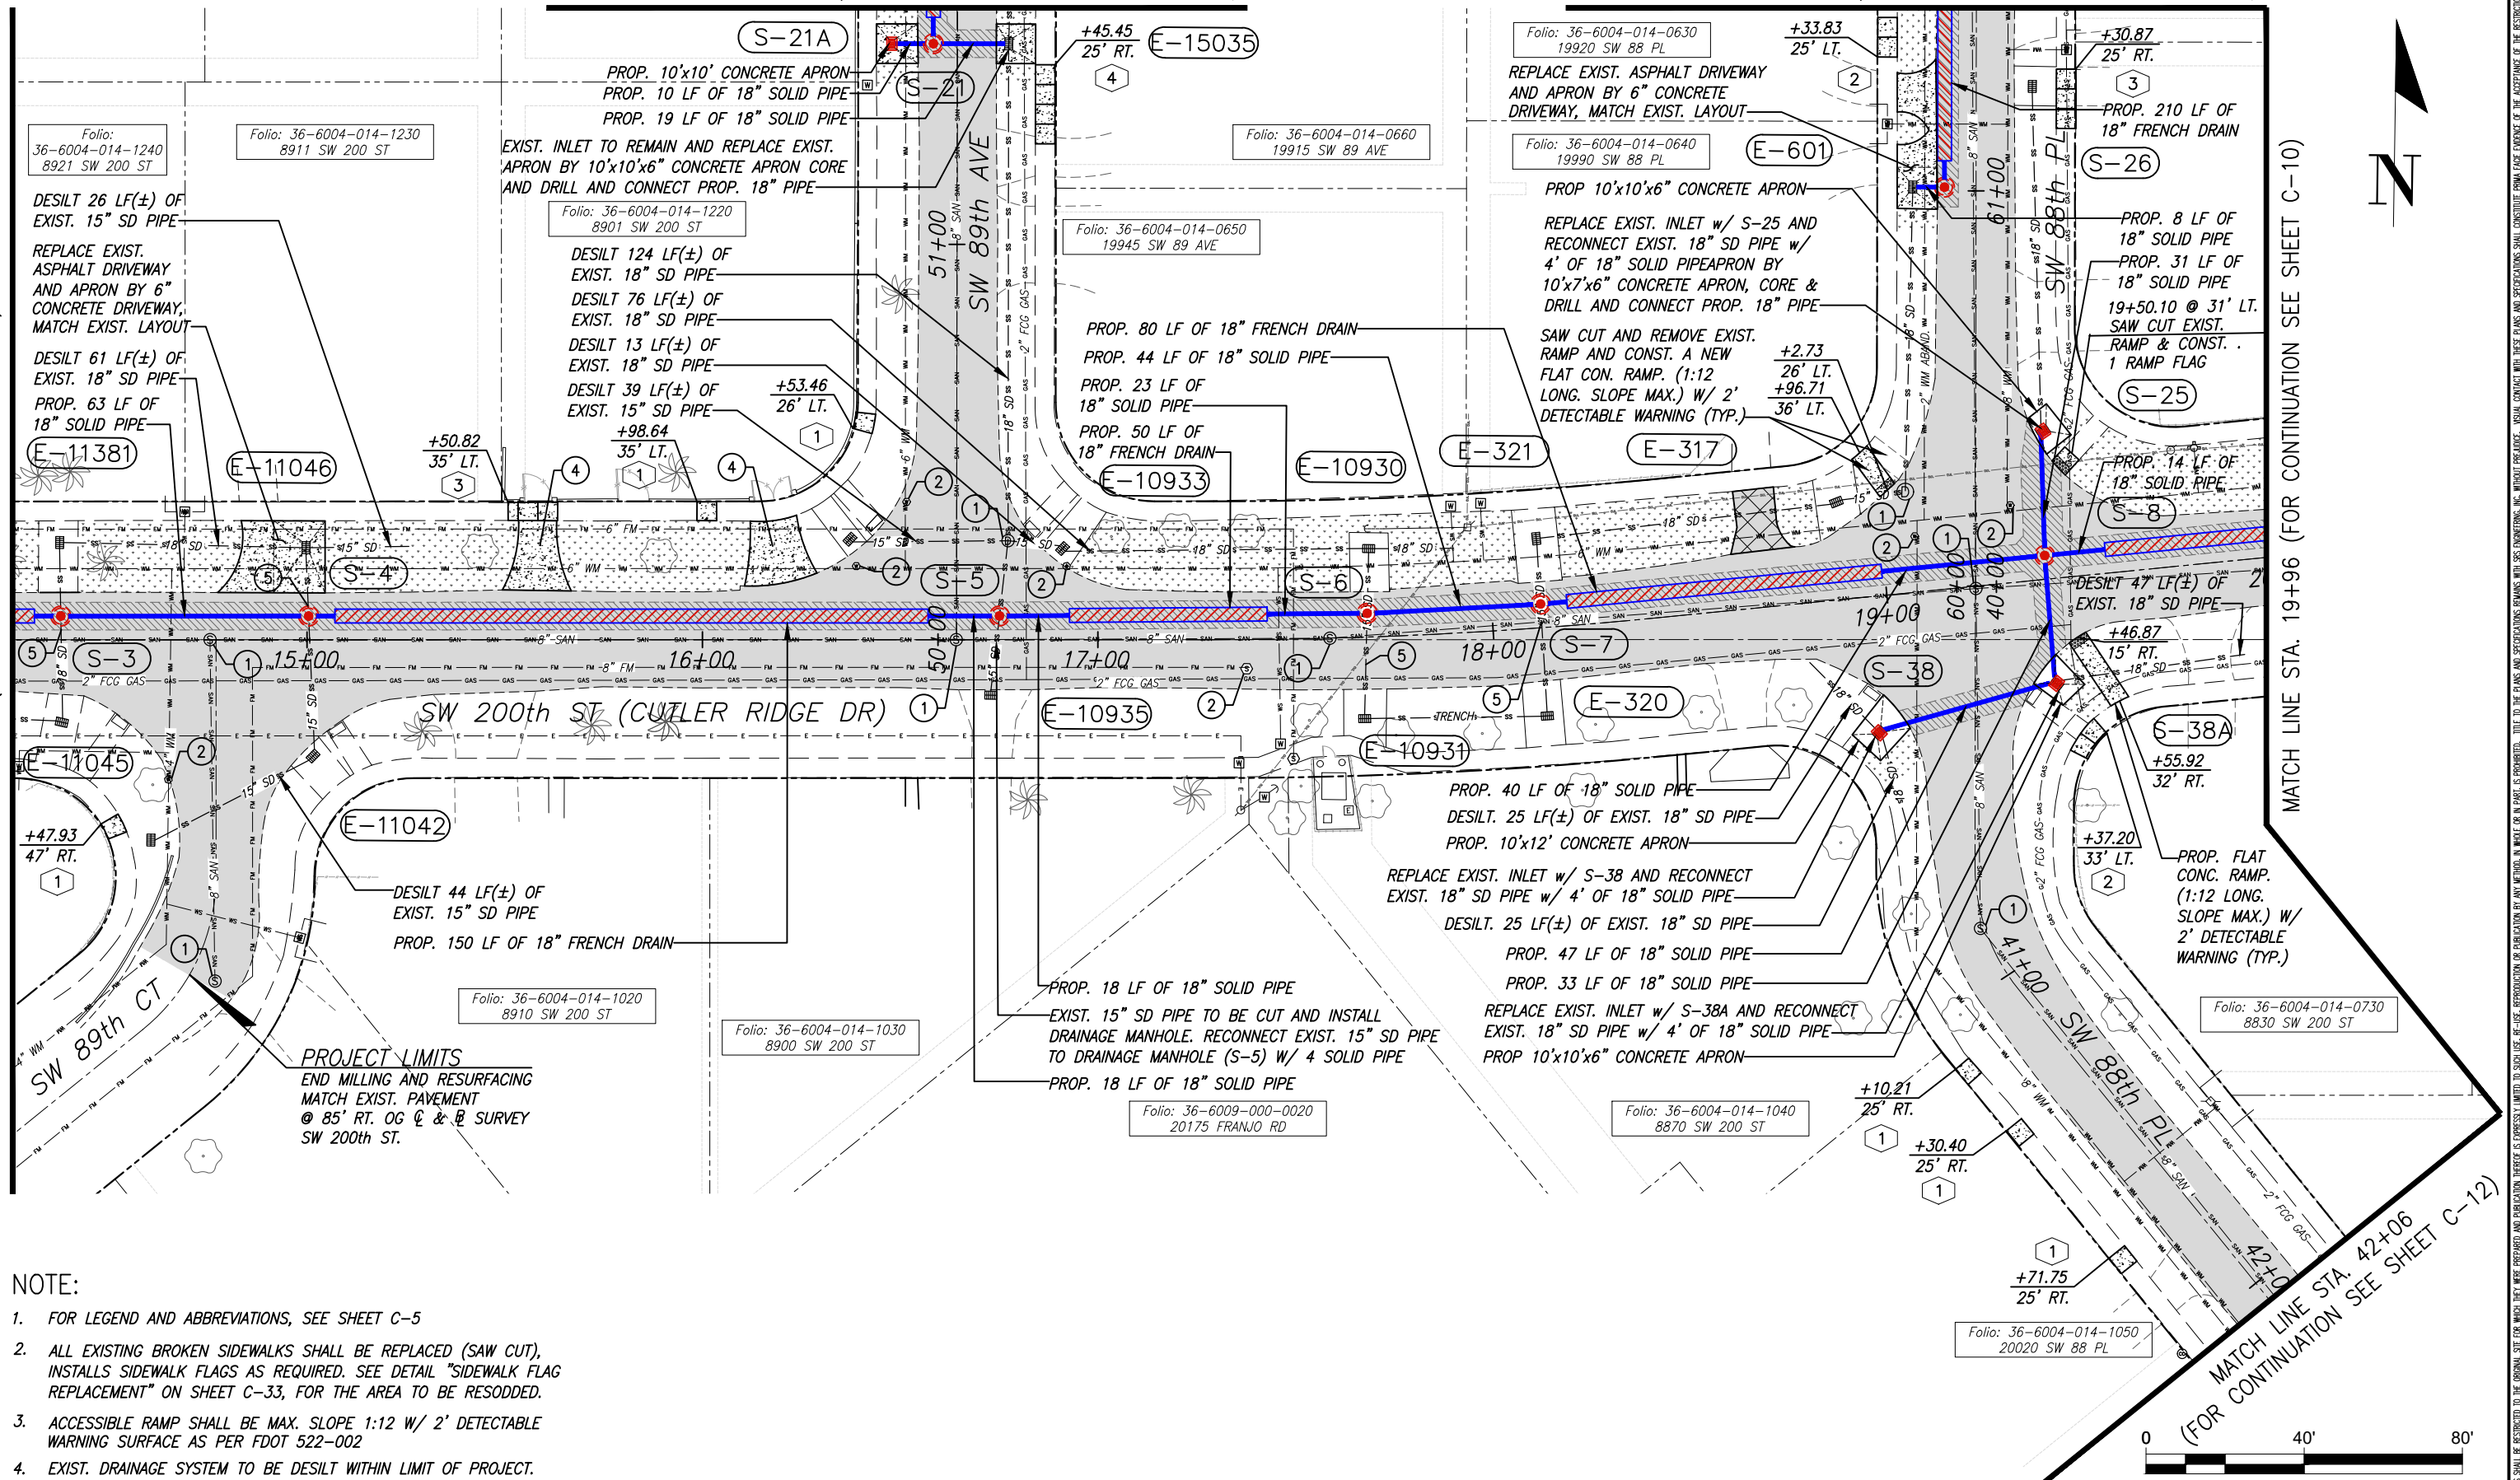 S-21A
PROP. 10'x10' CONCRETE APRON
PROP. 10 LF OF 18" SOLID PIPE
S-21
PROP. 19 LF OF 18" SOLID PIPE
EXIST. INLET TO REMAIN AND REPLACE EXIST.
APRON BY 10'x10'x6" CONCRETE APRON CORE
AND DRILL AND CONNECT PROP. 18" PIPE
+45.45
25' RT.
4
E-15035
Folio:
36-6004-014-1240
8921 SW 200 ST
Folio: 36-6004-014-1230
8911 SW 200 ST
Folio: 36-6004-014-1220
8901 SW 200 ST
Folio: 36-6004-014-0660
19915 SW 89 AVE
Folio: 36-6004-014-0650
19945 SW 89 AVE
Folio: 36-6004-014-0630
19920 SW 88 PL
REPLACE EXIST. ASPHALT DRIVEWAY
AND APRON BY 6" CONCRETE
DRIVEWAY, MATCH EXIST. LAYOUT
Folio: 36-6004-014-0640
19990 SW 88 PL
E-601
+33.83
25' LT.
2
+30.87
25' RT.
3
PROP. 210 LF OF
18" FRENCH DRAIN
S-26
PROP 10'x10'x6" CONCRETE APRON
REPLACE EXIST. INLET w/ S-25 AND
RECONNECT EXIST. 18" SD PIPE w/
4' OF 18" SOLID PIPEAPRON BY
10'x7'x6" CONCRETE APRON, CORE &
DRILL AND CONNECT PROP. 18" PIPE
SAW CUT AND REMOVE EXIST.
RAMP AND CONST. A NEW
FLAT CON. RAMP. (1:12
LONG. SLOPE MAX.) W/ 2'
DETECTABLE WARNING (TYP.)
+2.73
26' LT.
+96.71
36' LT.
PROP. 8 LF OF
18" SOLID PIPE
PROP. 31 LF OF
18" SOLID PIPE
19+50.10 @ 31' LT.
SAW CUT EXIST.
RAMP & CONST. .
1 RAMP FLAG
S-25
PROP. 14 LF OF
18" SOLID PIPE
S-8
MATCH LINE STA. 19+96 (FOR CONTINUATION SEE SHEET C-10)
N
DESILT 26 LF(±) OF
EXIST. 15" SD PIPE
REPLACE EXIST.
ASPHALT DRIVEWAY
AND APRON BY 6"
CONCRETE DRIVEWAY,
MATCH EXIST. LAYOUT
DESILT 61 LF(±) OF
EXIST. 18" SD PIPE
PROP. 63 LF OF
18" SOLID PIPE
E-11381
E-11046
DESILT 124 LF(±) OF
EXIST. 18" SD PIPE
DESILT 76 LF(±) OF
EXIST. 18" SD PIPE
DESILT 13 LF(±) OF
EXIST. 18" SD PIPE
DESILT 39 LF(±) OF
EXIST. 15" SD PIPE
+53.46
26' LT.
1
+50.82
35' LT.
3
+98.64
35' LT.
1
51+00
SW 89th AVE
61+00
SW 88th PL
PROP. 80 LF OF 18" FRENCH DRAIN
PROP. 44 LF OF 18" SOLID PIPE
PROP. 23 LF OF
18" SOLID PIPE
PROP. 50 LF OF
18" FRENCH DRAIN
E-10933
E-10930
E-321
E-317
S-4
S-5
S-6
S-3
15+00
16+00
50+00
17+00
18+00
S-7
19+00
60+00
40+00
S-38
DESILT 47 LF(±) OF
EXIST. 18" SD PIPE
+46.87
15' RT.
S-38A
+55.92
32' RT.
SW 200th ST (CUTLER RIDGE DR)
E-11045
E-10935
E-10931
E-320
E-11042
+47.93
47' RT.
1
DESILT 44 LF(±) OF
EXIST. 15" SD PIPE
PROP. 150 LF OF 18" FRENCH DRAIN
PROP. 40 LF OF 18" SOLID PIPE
DESILT. 25 LF(±) OF EXIST. 18" SD PIPE
PROP. 10'x12' CONCRETE APRON
REPLACE EXIST. INLET w/ S-38 AND RECONNECT
EXIST. 18" SD PIPE w/ 4' OF 18" SOLID PIPE
DESILT. 25 LF(±) OF EXIST. 18" SD PIPE
PROP. 47 LF OF 18" SOLID PIPE
PROP. 33 LF OF 18" SOLID PIPE
REPLACE EXIST. INLET w/ S-38A AND RECONNECT
EXIST. 18" SD PIPE w/ 4' OF 18" SOLID PIPE
PROP 10'x10'x6" CONCRETE APRON
+37.20
33' LT.
2
PROP. FLAT
CONC. RAMP.
(1:12 LONG.
SLOPE MAX.) W/
2' DETECTABLE
WARNING (TYP.)
Folio: 36-6004-014-1020
8910 SW 200 ST
Folio: 36-6004-014-1030
8900 SW 200 ST
PROP. 18 LF OF 18" SOLID PIPE
EXIST. 15" SD PIPE TO BE CUT AND INSTALL
DRAINAGE MANHOLE. RECONNECT EXIST. 15" SD PIPE
TO DRAINAGE MANHOLE (S-5) W/ 4 SOLID PIPE
PROP. 18 LF OF 18" SOLID PIPE
Folio: 36-6009-000-0020
20175 FRANJO RD
Folio: 36-6004-014-1040
8870 SW 200 ST
Folio: 36-6004-014-0730
8830 SW 200 ST
41+00
SW 88th PL
SW 89th CT
PROJECT LIMITS
END MILLING AND RESURFACING
MATCH EXIST. PAVEMENT
@ 85' RT. OG ℄ & B SURVEY
SW 200th ST.
+10.21
25' RT.
1
+30.40
25' RT.
1
1
+71.75
25' RT.
Folio: 36-6004-014-1050
20020 SW 88 PL
MATCH LINE STA. 42+06
(FOR CONTINUATION SEE SHEET C-12)
0 40' 80'
NOTE:
1. FOR LEGEND AND ABBREVIATIONS, SEE SHEET C-5
2. ALL EXISTING BROKEN SIDEWALKS SHALL BE REPLACED (SAW CUT),
INSTALLS SIDEWALK FLAGS AS REQUIRED. SEE DETAIL "SIDEWALK FLAG
REPLACEMENT" ON SHEET C-33, FOR THE AREA TO BE RESODDED.
3. ACCESSIBLE RAMP SHALL BE MAX. SLOPE 1:12 W/ 2' DETECTABLE
WARNING SURFACE AS PER FDOT 522-002
4. EXIST. DRAINAGE SYSTEM TO BE DESILT WITHIN LIMIT OF PROJECT.